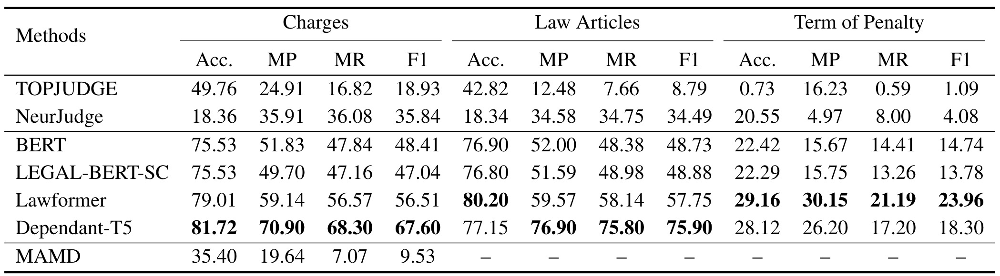 Methods Charges Law Articles Term of Penalty
Acc. MP MR F1 Acc. MP MR F1 Acc. MP MR F1
TOPJUDGE 49.76 24.91 16.82 18.93 42.82 12.48 7.66 8.79 0.73 16.23 0.59 1.09
NeurJudge 18.36 35.91 36.08 35.84 18.34 34.58 34.75 34.49 20.55 4.97 8.00 4.08
BERT 75.53 51.83 47.84 48.41 76.90 52.00 48.38 48.73 22.42 15.67 14.41 14.74
LEGAL-BERT-SC 75.53 49.70 47.16 47.04 76.80 51.59 48.98 48.88 22.29 15.75 13.26 13.78
Lawformer 79.01 59.14 56.57 56.51 80.20 59.57 58.14 57.75 29.16 30.15 21.19 23.96
Dependant-T5 81.72 70.90 68.30 67.60 77.15 76.90 75.80 75.90 28.12 26.20 17.20 18.30
MAMD 35.40 19.64 7.07 9.53 – – – – – – – –